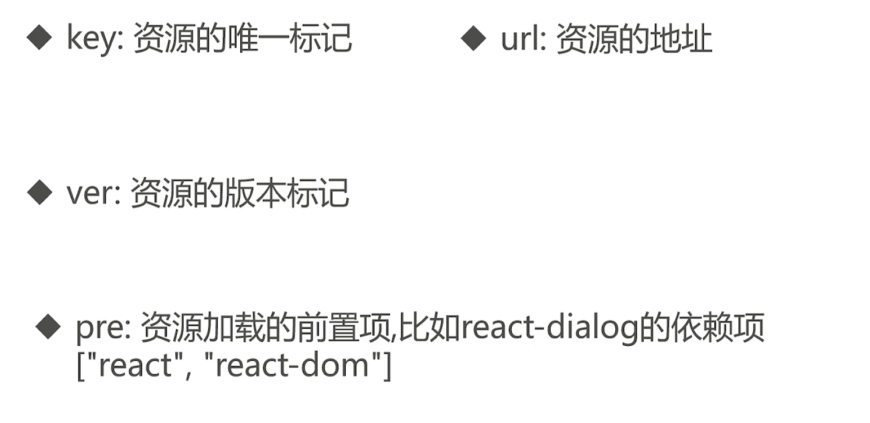 ◆ key: 资源的唯一标记
◆ url: 资源的地址
◆ ver: 资源的版本标记
◆ pre: 资源加载的前置项,比如react-dialog的依赖项
["react", "react-dom"]